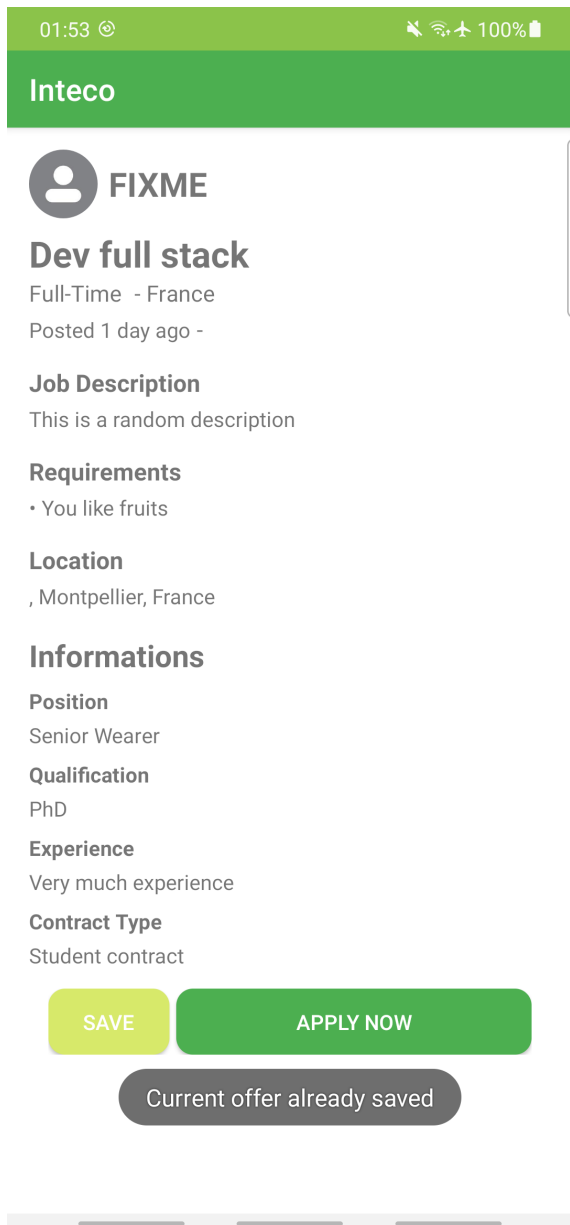 01:53 100%
Inteco
FIXME
Dev full stack
Full-Time - France
Posted 1 day ago -
Job Description
This is a random description
Requirements
• You like fruits
Location
, Montpellier, France
Informations
Position
Senior Wearer
Qualification
PhD
Experience
Very much experience
Contract Type
Student contract
SAVE APPLY NOW
Current offer already saved